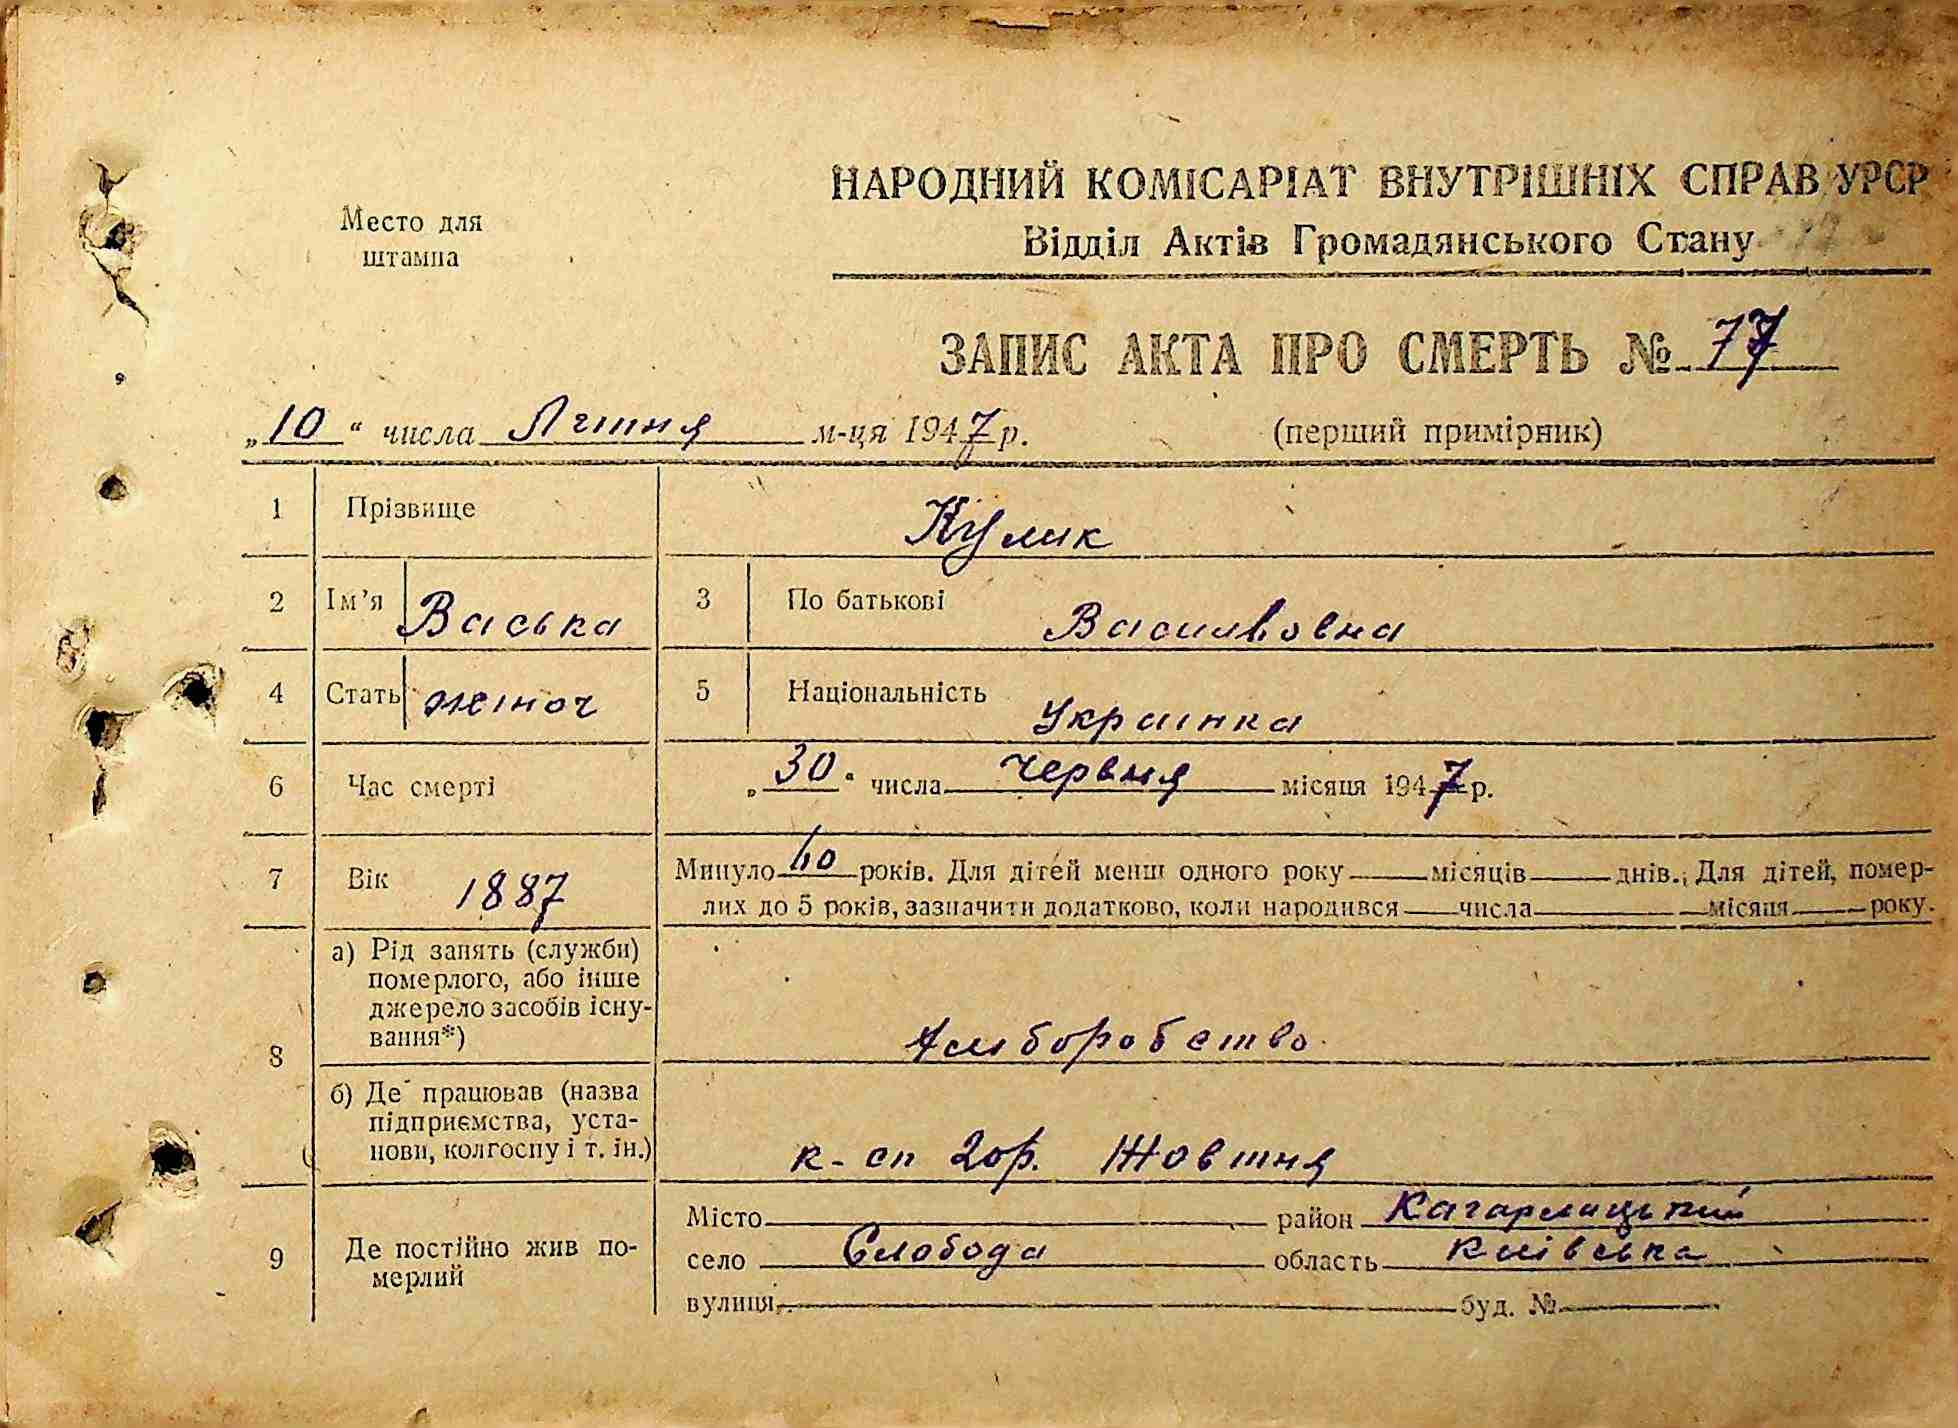 Место для
штампа
НАРОДНИЙ КОМІСАРІАТ ВНУТРІШНІХ СПРАВ УРСР
Відділ Актів Громадянського Стану
ЗАПИС АКТА ПРО СМЕРТЬ № 77
„10“ числа Литня м-ця 1947 р. (перший примірник)
1 Прізвище Кулик
2 Ім’я Васька 3 По батькові Васильовна
4 Стать жіноч 5 Національність Украінка
6 Час смерті „30“ числа червня місяця 1947 р.
7 Вік 1887 Минуло 60 років. Для дітей менш одного року місяців днів. Для дітей, помер-
лих до 5 років, зазначити додатково, коли народився числа місяця року.
8 а) Рід занять (служби)
померлого, або інше
джерело засобів існу-
вання*) хліборобство
б) Де працював (назва
підприємства, уста-
нови, колгоспу і т. ін.) к-сп 2ор. Жовтня
9 Де постійно жив по-
мерлий
Місто район Кагарлицький
село Слобода область Київська
вулиця буд. №